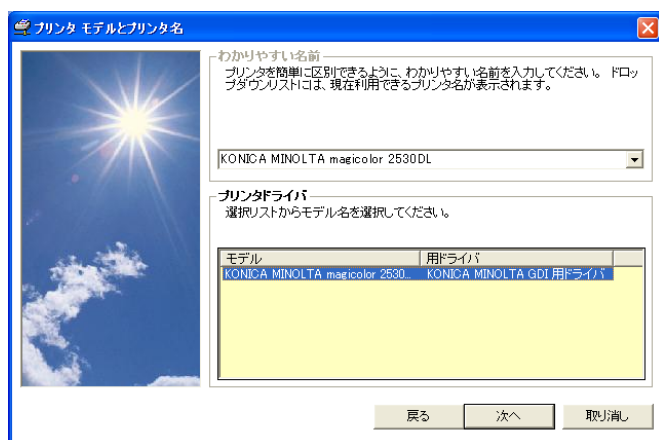 プリンタ モデルとプリンタ名
わかりやすい名前
プリンタを簡単に区別できるように、わかりやすい名前を入力してください。 ドロッ
プダウンリストには、現在利用できるプリンタ名が表示されます。
KONICA MINOLTA magicolor 2530DL
プリンタドライバ
選択リストからモデル名を選択してください。
モデル 用ドライバ
KONICA MINOLTA magicolor 2530... KONICA MINOLTA GDI 用ドライバ
戻る 次へ 取り消し